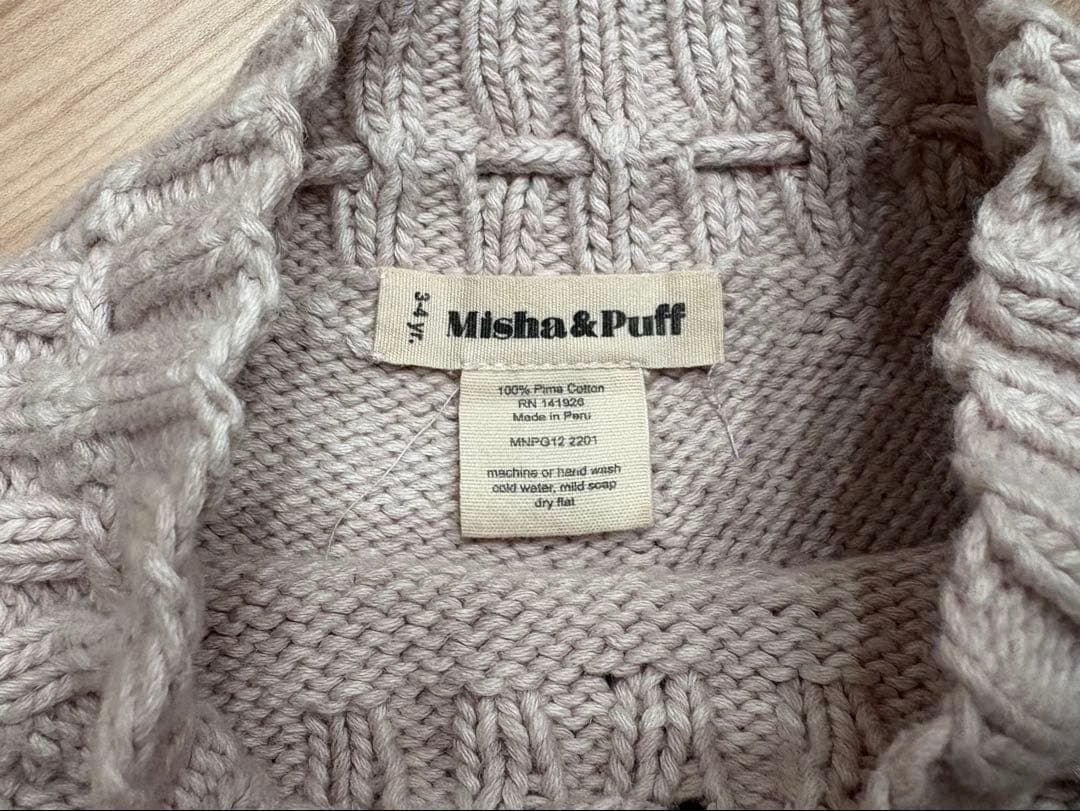 3-4 yr.
Misha&Puff
100% Pima Cotton
RN 141926
Made in Peru
MNPG12 2201
machine or hand wash
cold water, mild soap
dry flat